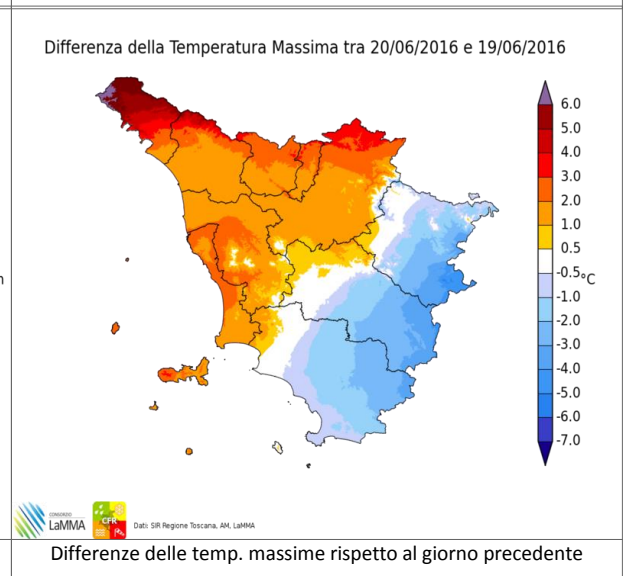 Differenza della Temperatura Massima tra 20/06/2016 e 19/06/2016
6.0
5.0
4.0
3.0
2.0
1.0
0.5
-0.5
°C
-1.0
-2.0
-3.0
-4.0
-5.0
-6.0
-7.0
n
CONSORZIO
LaMMA
CFR
Dati: SIR Regione Toscana, AM, LaMMA
Differenze delle temp. massime rispetto al giorno precedente